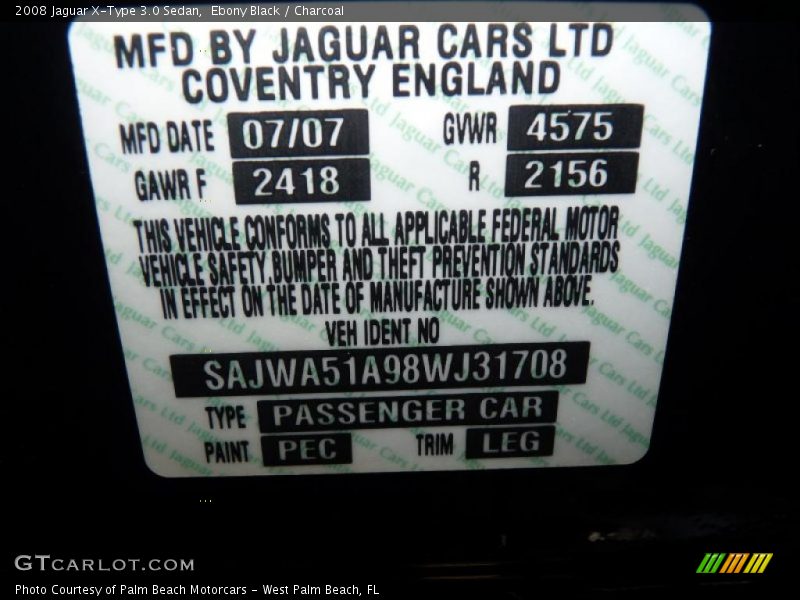 2008 Jaguar X-Type 3.0 Sedan,  Ebony Black / Charcoal
MFD BY JAGUAR CARS LTD
COVENTRY ENGLAND
MFD DATE 07/07 GVWR 4575
GAWR F 2418 R 2156
THIS VEHICLE CONFORMS TO ALL APPLICABLE FEDERAL MOTOR
VEHICLE SAFETY, BUMPER AND THEFT PREVENTION STANDARDS
IN EFFECT ON THE DATE OF MANUFACTURE SHOWN ABOVE.
VEH IDENT NO
SAJWA51A98WJ31708
TYPE PASSENGER CAR
PAINT PEC TRIM LEG
...
GTCARLOT.COM
Photo Courtesy of Palm Beach Motorcars - West Palm Beach, FL